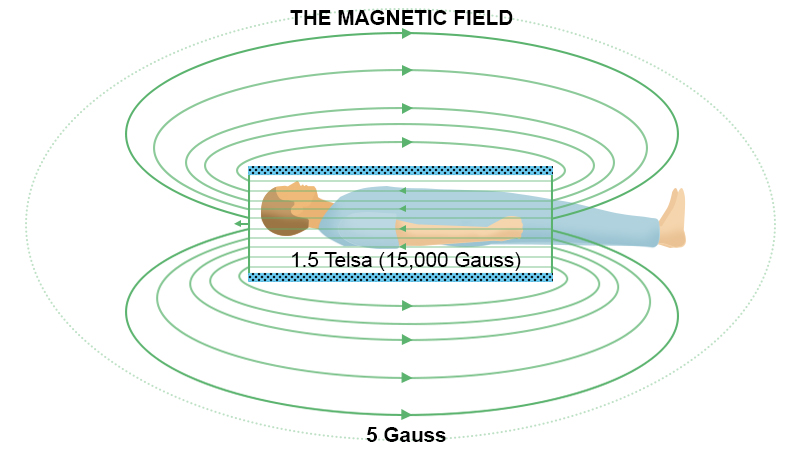 THE MAGNETIC FIELD
1.5 Telsa (15,000 Gauss)
5 Gauss